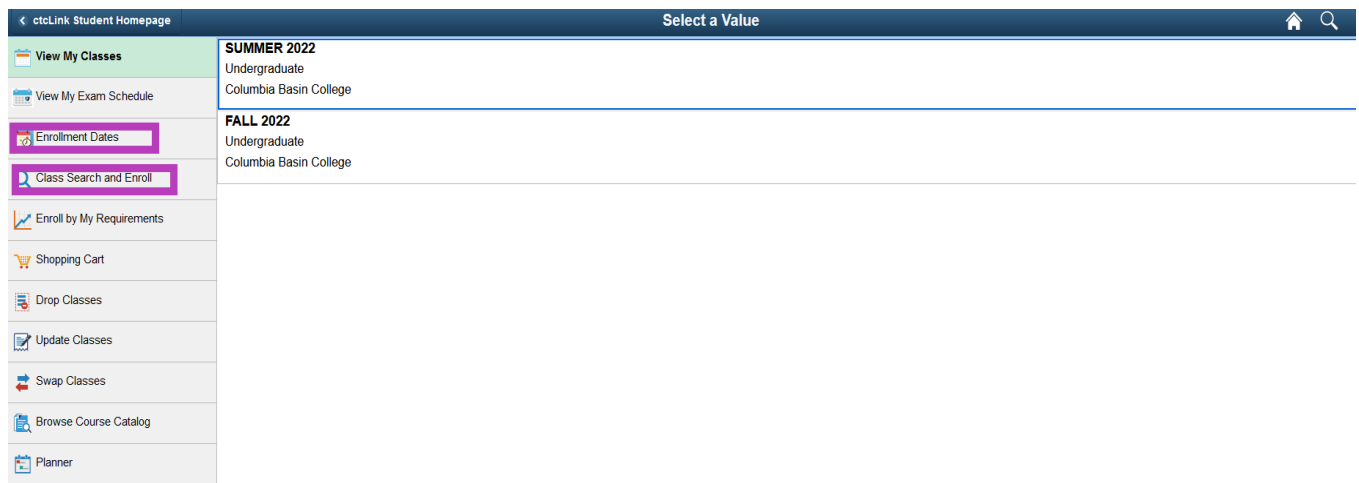 ctcLink Student Homepage
Select a Value
View My Classes
View My Exam Schedule
Enrollment Dates
Class Search and Enroll
Enroll by My Requirements
Shopping Cart
Drop Classes
Update Classes
Swap Classes
Browse Course Catalog
Planner
SUMMER 2022
Undergraduate
Columbia Basin College
FALL 2022
Undergraduate
Columbia Basin College